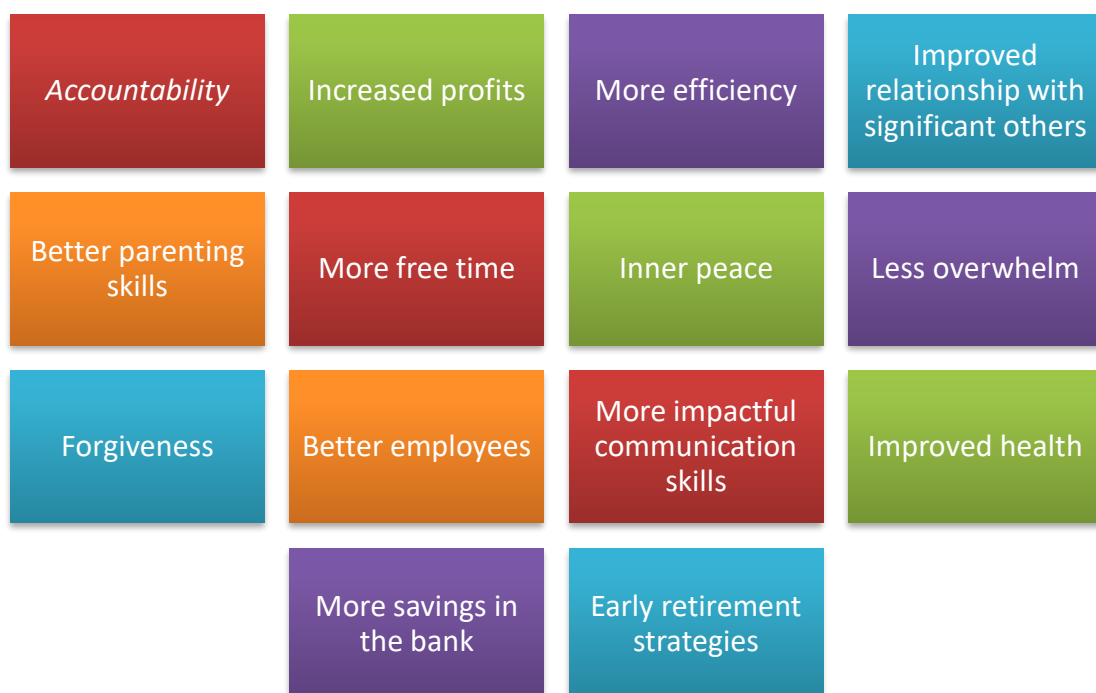 Accountability
Increased profits
More efficiency
Improved
relationship with
significant others
Better parenting
skills
More free time
Inner peace
Less overwhelm
Forgiveness
Better employees
More impactful
communication
skills
Improved health
More savings in
the bank
Early retirement
strategies